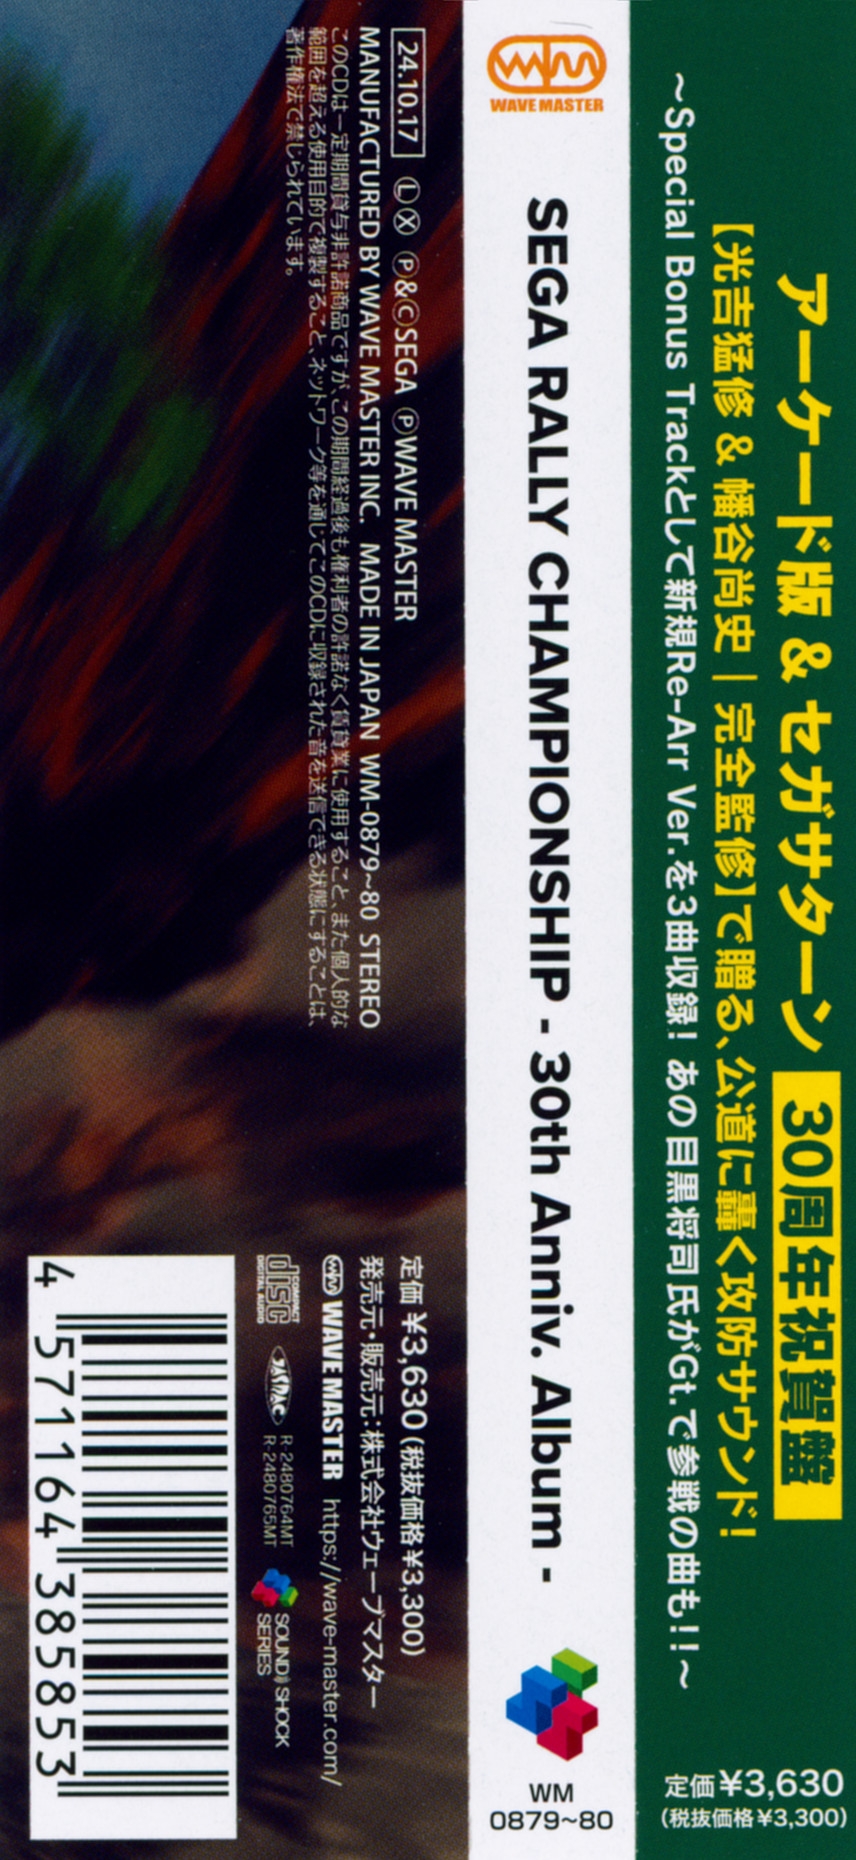 アーケード版 & セガサターン 30周年祝賀盤
【光吉猛修 & 幡谷尚史 | 完全監修】で贈る、公道に轟く攻防サウンド!
~Special Bonus Trackとして新規Re-Arr Ver.を3曲収録! あの目黒将司 氏がGt.で参戦の曲も!!~
定価¥3,630
(税抜価格¥3,300)
WAVE MASTER
SEGA RALLY CHAMPIONSHIP - 30th Anniv. Album -
WM
0879~80
24.10.17 Ⓛ Ⓧ Ⓟ&ⒸSEGA ⓅWAVE MASTER
MANUFACTURED BY WAVE MASTER INC. MADE IN JAPAN WM-0879~80 STEREO
このCDは一定期間貸与非許諾商品ですが、この期間経過後も権利者の許諾なく賃貸業に使用すること、また個人的な
範囲を超える使用目的で複製すること、ネットワーク等を通じてこのCDに収録された音を送信できる状態にすることは、
著作権法で禁じられています。
定価 ¥3,630 (税抜価格¥3,300)
発売元・販売元:株式会社ウェーブマスター
WAVE MASTER https://wave-master.com/
COMPACT
disc
DIGITAL AUDIO
JASRAC
R-2480764MT
R-2480765MT
SOUND SHOCK
SERIES
4 571164 385853